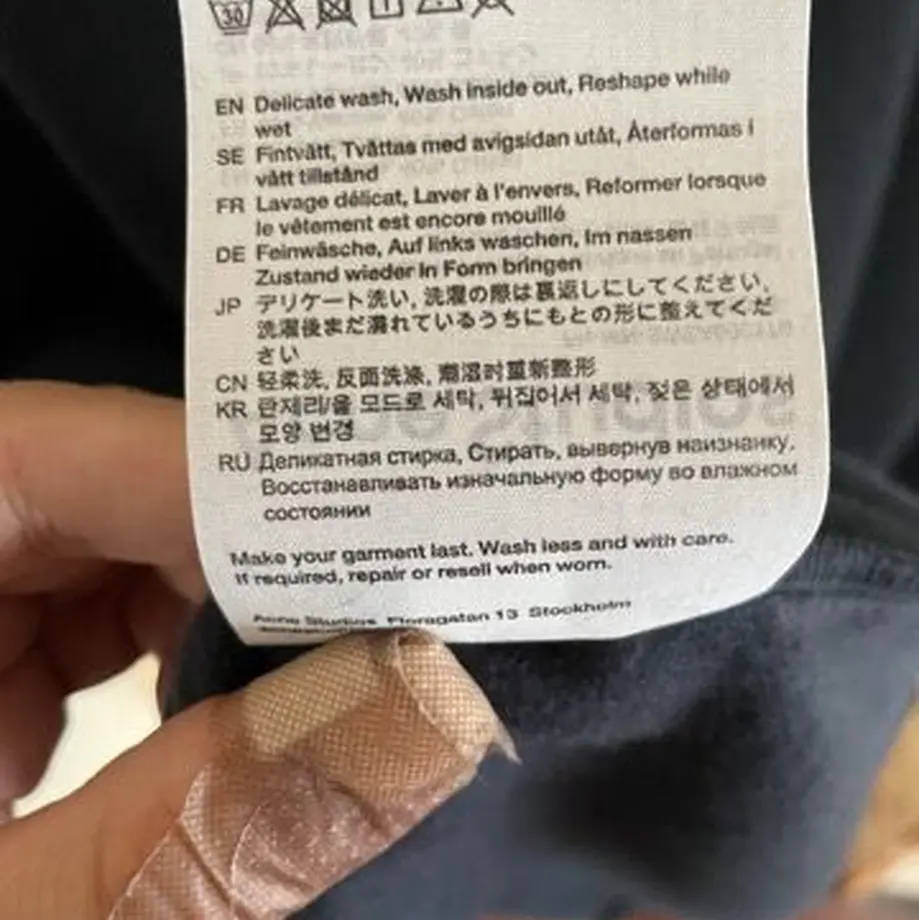 30
EN Delicate wash, Wash inside out, Reshape while
wet
SE Fintvätt, Tvättas med avigsidan utåt, Återformas i
vått tillstånd
FR Lavage délicat, Laver à l'envers, Reformer lorsque
le vêtement est encore mouillé
DE Feinwäsche, Auf links waschen, Im nassen
Zustand wieder in Form bringen
JP デリケート洗い, 洗濯の際は裏返しにしてください,
洗濯後まだ濡れているうちにもとの形に整えてくだ
さい
CN 轻柔洗, 反面洗涤, 潮湿时重新整形
KR 란제리/울 모드로 세탁, 뒤집어서 세탁, 젖은 상태에서
모양 변경
RU Деликатная стирка, Стирать, вывернув наизнанку,
Восстанавливать изначальную форму во влажном
состоянии
Make your garment last. Wash less and with care.
If required, repair or resell when worn.
Acne Studios Floragatan 13 Stockholm